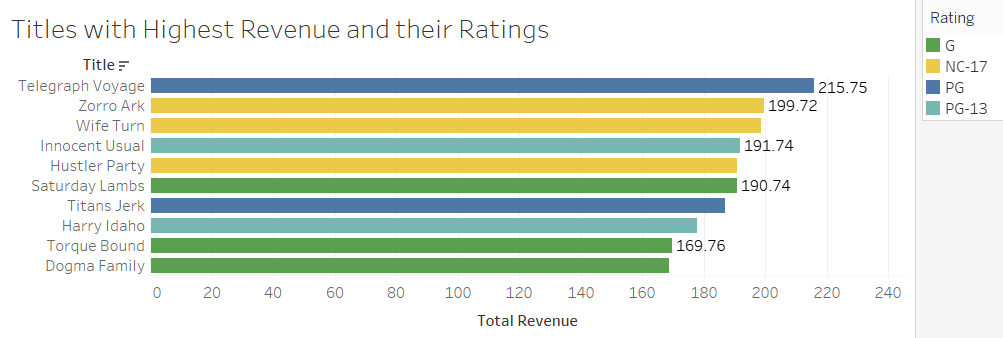 Titles with Highest Revenue and their Ratings
Title
Telegraph Voyage 215.75
Zorro Ark 199.72
Wife Turn
Innocent Usual 191.74
Hustler Party
Saturday Lambs 190.74
Titans Jerk
Harry Idaho
Torque Bound 169.76
Dogma Family
0 20 40 60 80 100 120 140 160 180 200 220 240
Total Revenue
Rating
G
NC-17
PG
PG-13